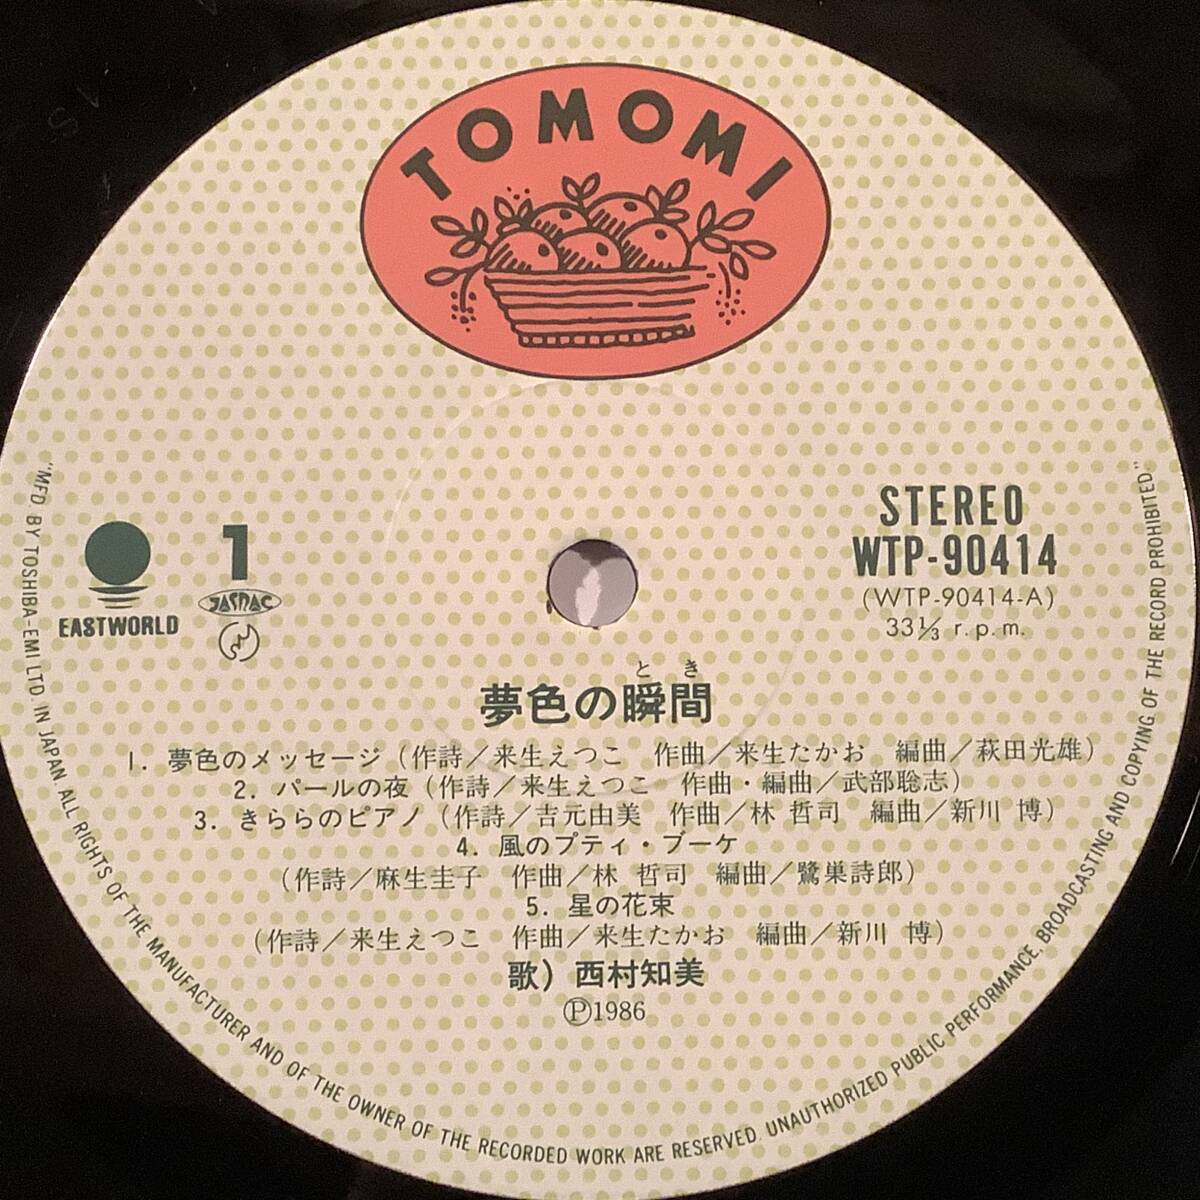 TOMOMI
STEREO
WTP-90414
(WTP-90414-A)
33⅓ r.p.m.
1
JASRAC
EASTWORLD
とき
夢色の瞬間
1. 夢色のメッセージ (作詩／来生えつこ 作曲／来生たかお 編曲／萩田光雄)
2. パールの夜 (作詩／来生えつこ 作曲・編曲／武部聡志)
3. きららのピアノ (作詩／吉元由美 作曲／林 哲司 編曲／新川 博)
4. 風のプティ・ブーケ
(作詩／麻生圭子 作曲／林 哲司 編曲／鷺巣詩郎)
5. 星の花束
(作詩／来生えつこ 作曲／来生たかお 編曲／新川 博)
歌) 西村知美
Ⓟ1986
"MFD. BY TOSHIBA-EMI LTD. IN JAPAN ALL RIGHTS OF THE MANUFACTURER AND OF THE OWNER OF THE RECORDED WORK ARE RESERVED. UNAUTHORIZED PUBLIC PERFORMANCE, BROADCASTING AND COPYING OF THE RECORD PROHIBITED."